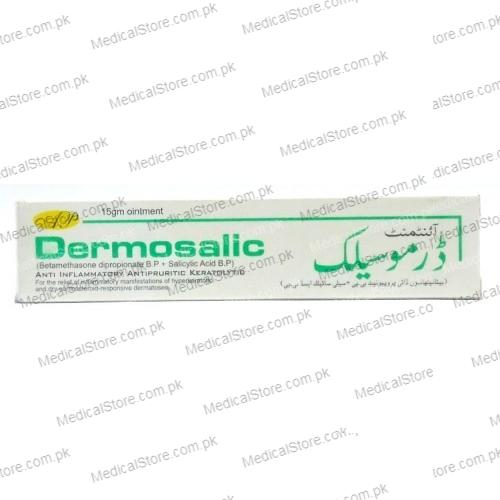 15gm ointment
Dermosalic
(Betamethasone dipropionate B.P + Salicylic Acid B.P)
ANTI INFLAMMATORY ANTIPRURITIC KERATOLYTIC
For the relief of inflammatory manifestations of hyperkeratotic
and dry corticosteroid-responsive dermatoses.
آئنٹمنٹ
ڈرموسیلک
MedicalStore.com.pk